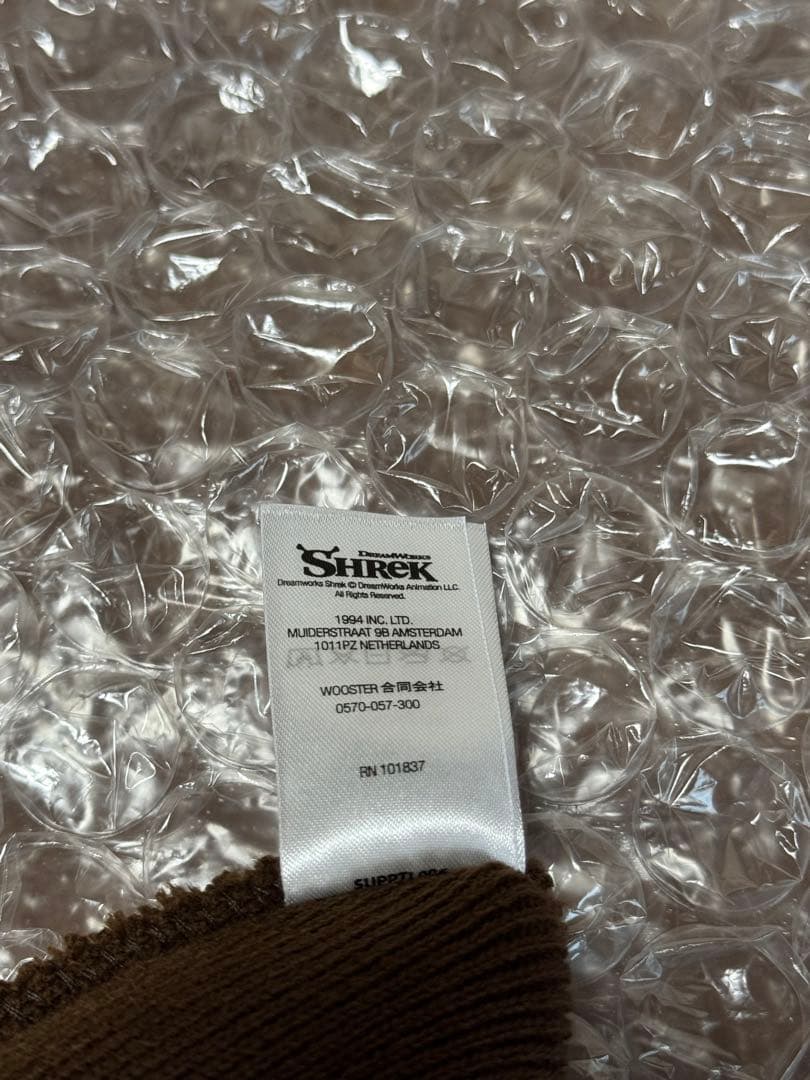 DREAMWORKS
SHREK
Dreamworks Shrek © DreamWorks Animation LLC.
All Rights Reserved.
1994 INC. LTD.
MUIDERSTRAAT 9B AMSTERDAM
1011PZ NETHERLANDS
WOOSTER 合同会社
0570-057-300
RN 101837